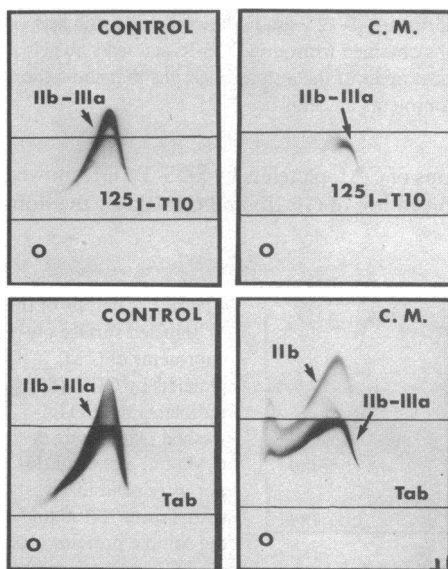 CONTROL
IIb–IIIa
125I–T10
O
C. M.
IIb–IIIa
125I–T10
O
CONTROL
IIb–IIIa
Tab
O
C. M.
IIb
IIb–IIIa
Tab
O